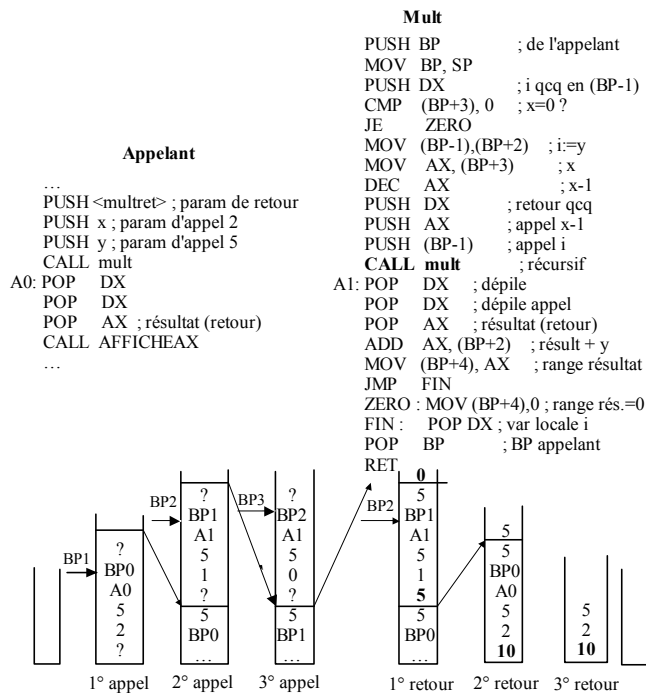 Mult
PUSH BP ; de l'appelant
MOV BP, SP
PUSH DX ; i qcq en (BP-1)
CMP (BP+3), 0 ; x=0 ?
JE ZERO
MOV (BP-1),(BP+2) ; i:=y
MOV AX, (BP+3) ; x
DEC AX ; x-1
PUSH DX ; retour qcq
PUSH AX ; appel x-1
PUSH (BP-1) ; appel i
CALL mult ; récursif
A1: POP DX ; dépile
POP DX ; dépile appel
POP AX ; résultat (retour)
ADD AX, (BP+2) ; résult + y
MOV (BP+4), AX ; range résultat
JMP FIN
ZERO : MOV (BP+4),0 ; range rés.=0
FIN : POP DX ; var locale i
POP BP ; BP appelant
RET
Appelant
…
PUSH <multret> ; param de retour
PUSH x ; param d'appel 2
PUSH y ; param d'appel 5
CALL mult
A0: POP DX
POP DX
POP AX ; résultat (retour)
CALL AFFICHEAX
…
BP1
?
BP0
A0
5
2
?
1° appel
BP2
?
BP1
A1
5
1
?
5
BP0
…
2° appel
BP3
?
BP2
A1
5
0
?
5
BP1
…
3° appel
BP2
0
5
BP1
A1
5
1
5
5
BP0
…
1° retour
5
5
BP0
A0
5
2
10
2° retour
5
2
10
3° retour